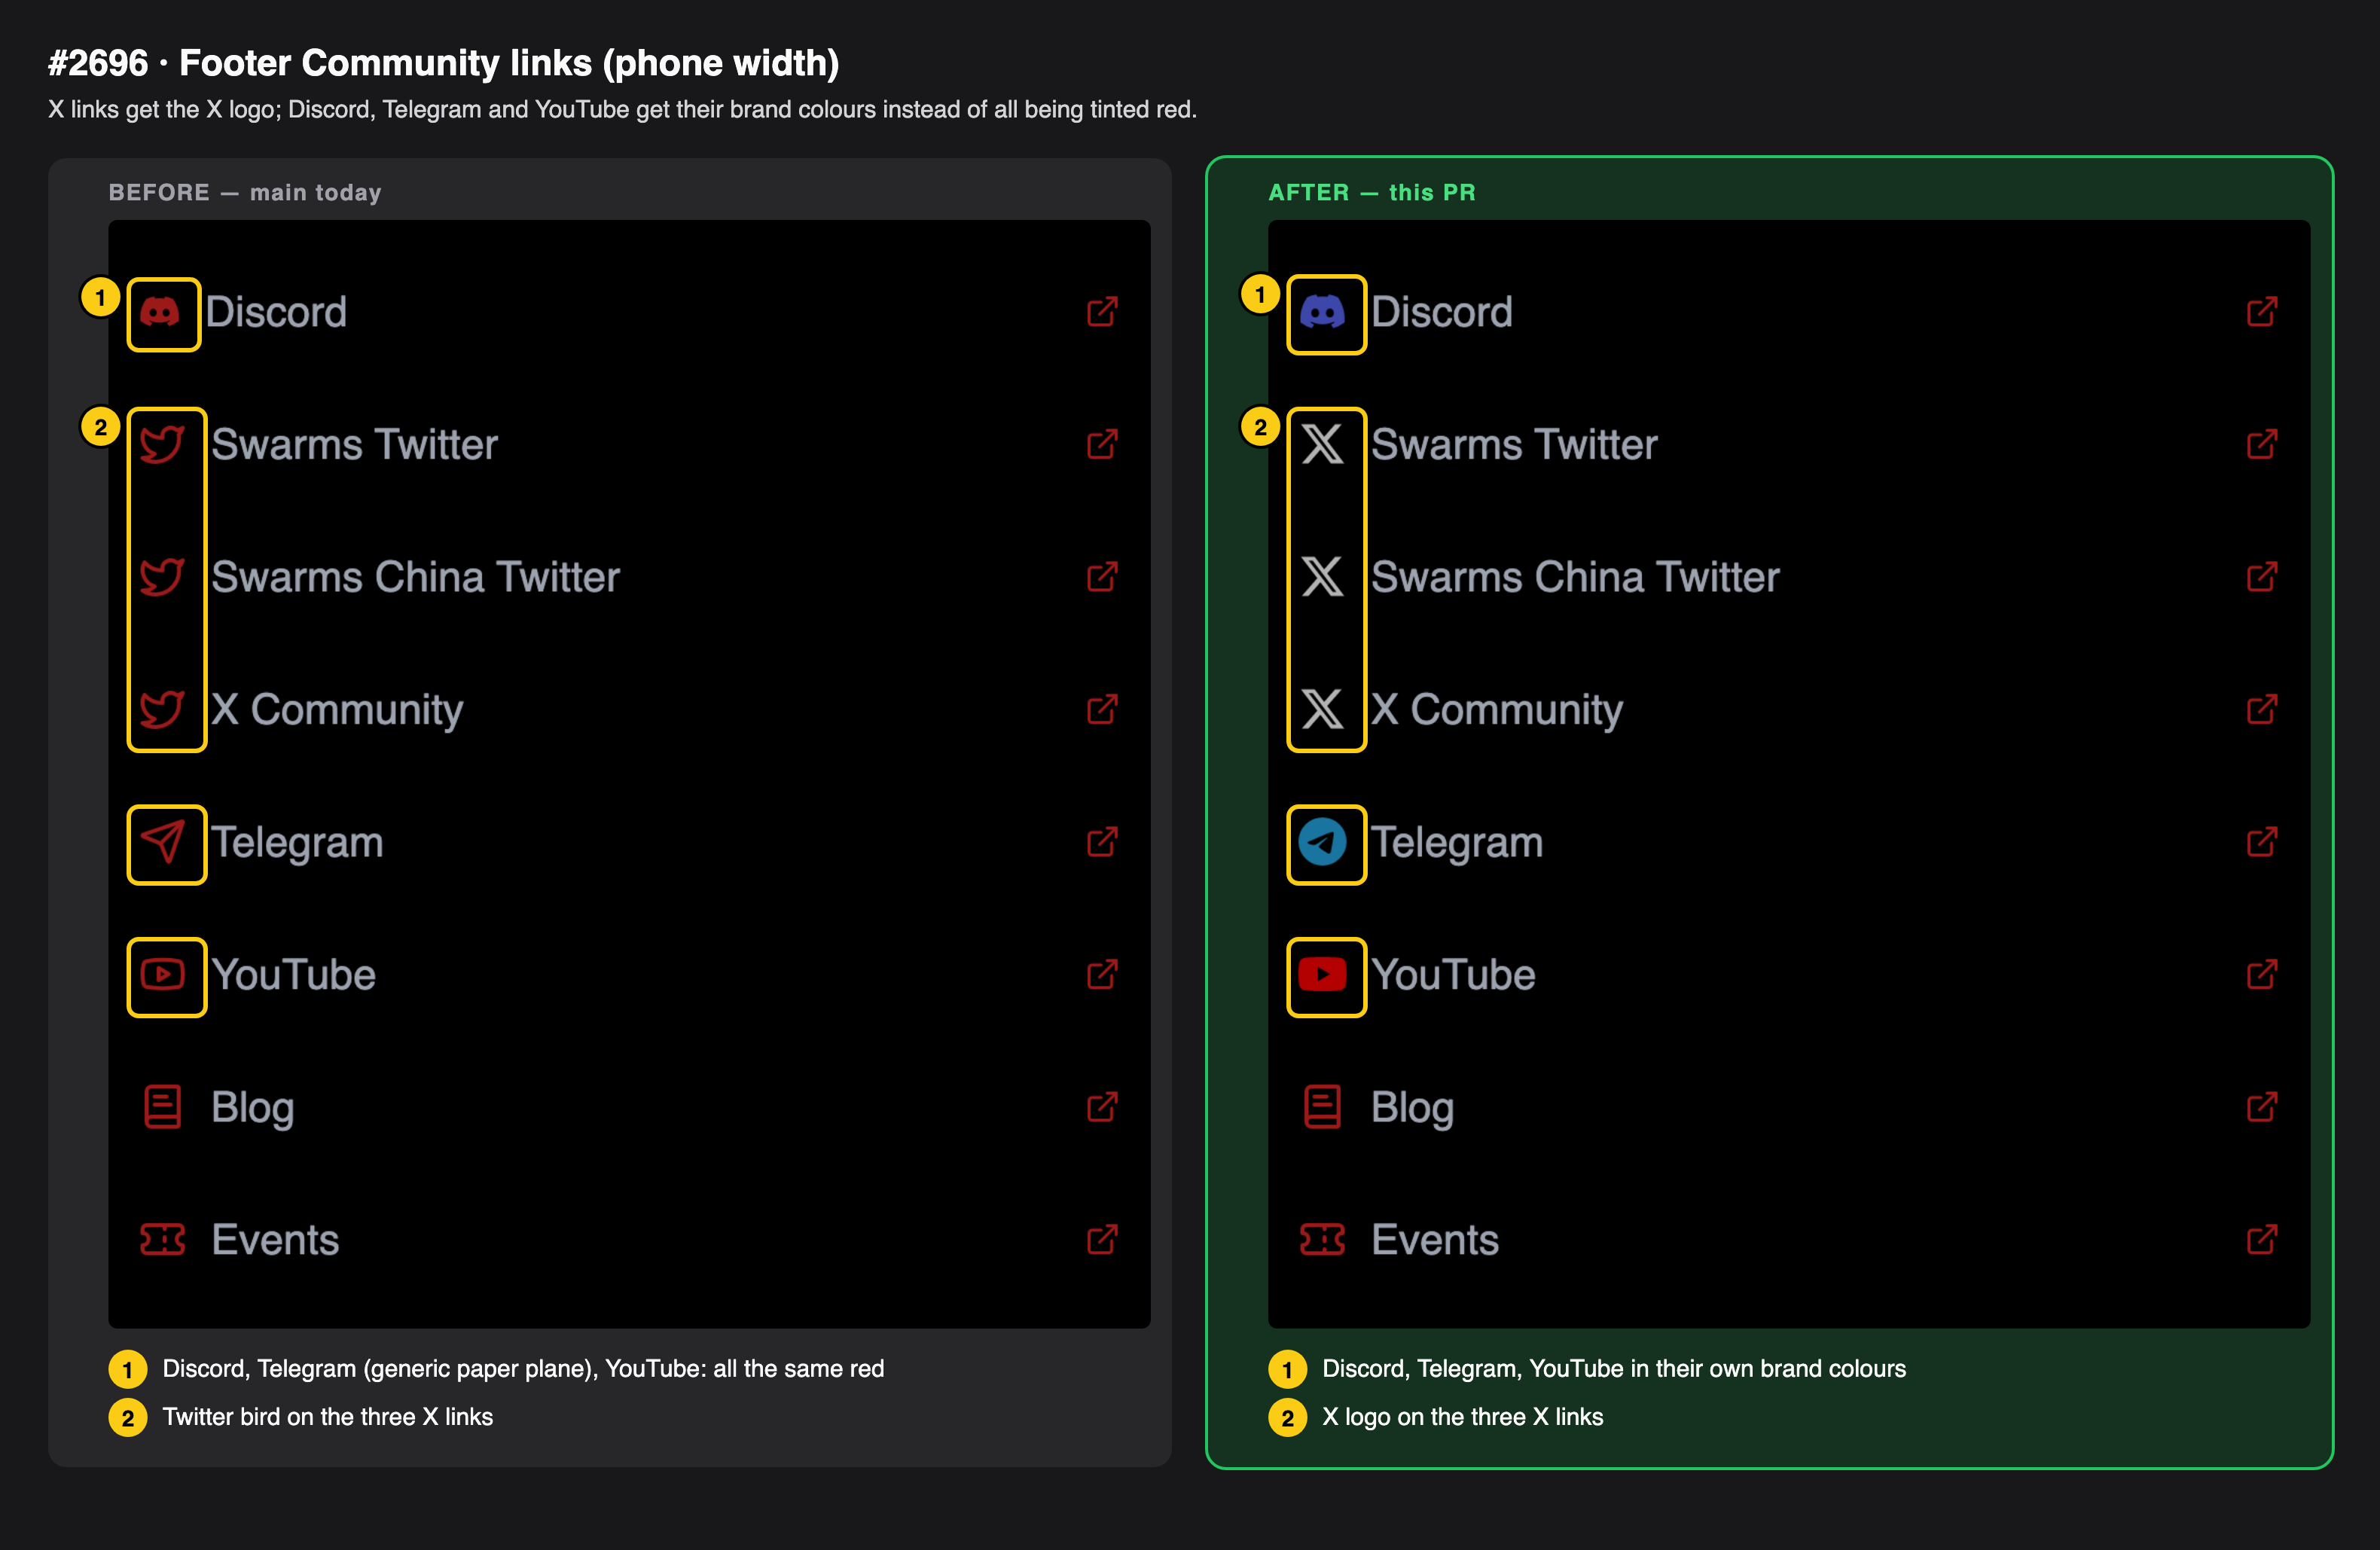 #2696 · Footer Community links (phone width)
X links get the X logo; Discord, Telegram and YouTube get their brand colours instead of all being tinted red.
BEFORE — main today
1
Discord
2
Swarms Twitter
Swarms China Twitter
X Community
Telegram
YouTube
Blog
Events
1 Discord, Telegram (generic paper plane), YouTube: all the same red
2 Twitter bird on the three X links
AFTER — this PR
1
Discord
2
Swarms Twitter
Swarms China Twitter
X Community
Telegram
YouTube
Blog
Events
1 Discord, Telegram, YouTube in their own brand colours
2 X logo on the three X links